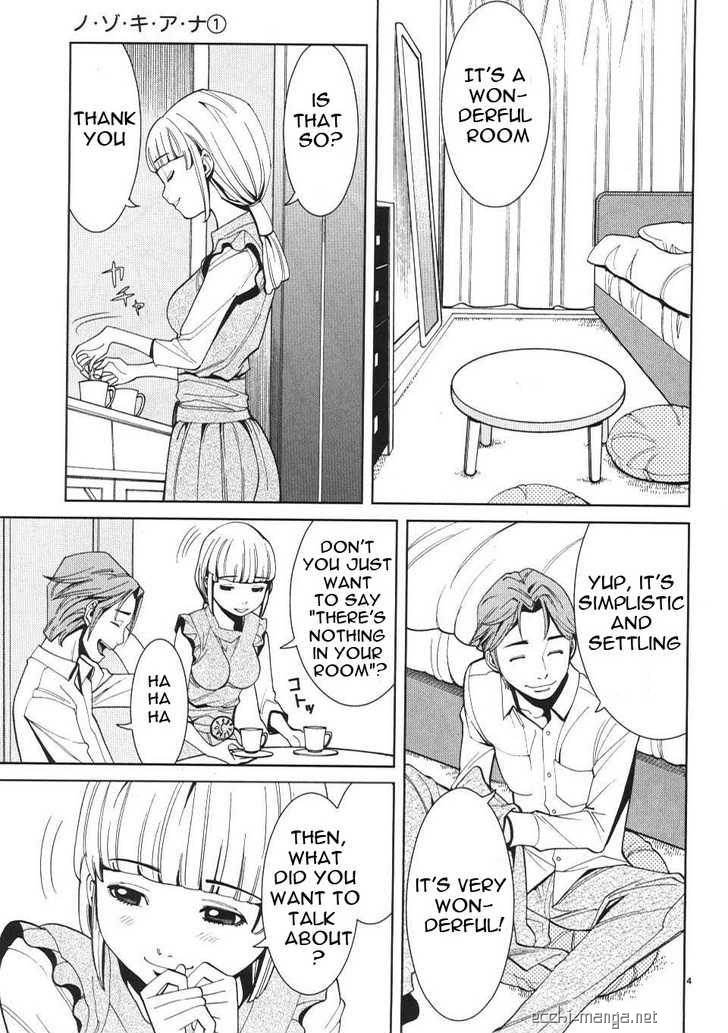 ノ・ゾ・キ・ア・ナ①
IT'S A
WON-
DERFUL
ROOM
IS
THAT
SO?
THANK
YOU
カチャ
YUP, IT'S
SIMPLISTIC
AND
SETTLING
IT'S VERY
WON-
DERFUL!
DON'T
YOU JUST
WANT
TO SAY
"THERE'S
NOTHING
IN YOUR
ROOM"?
コトッ
HA
HA
HA
THEN,
WHAT
DID YOU
WANT TO
TALK
ABOUT
?
4
ecchi-manga.net